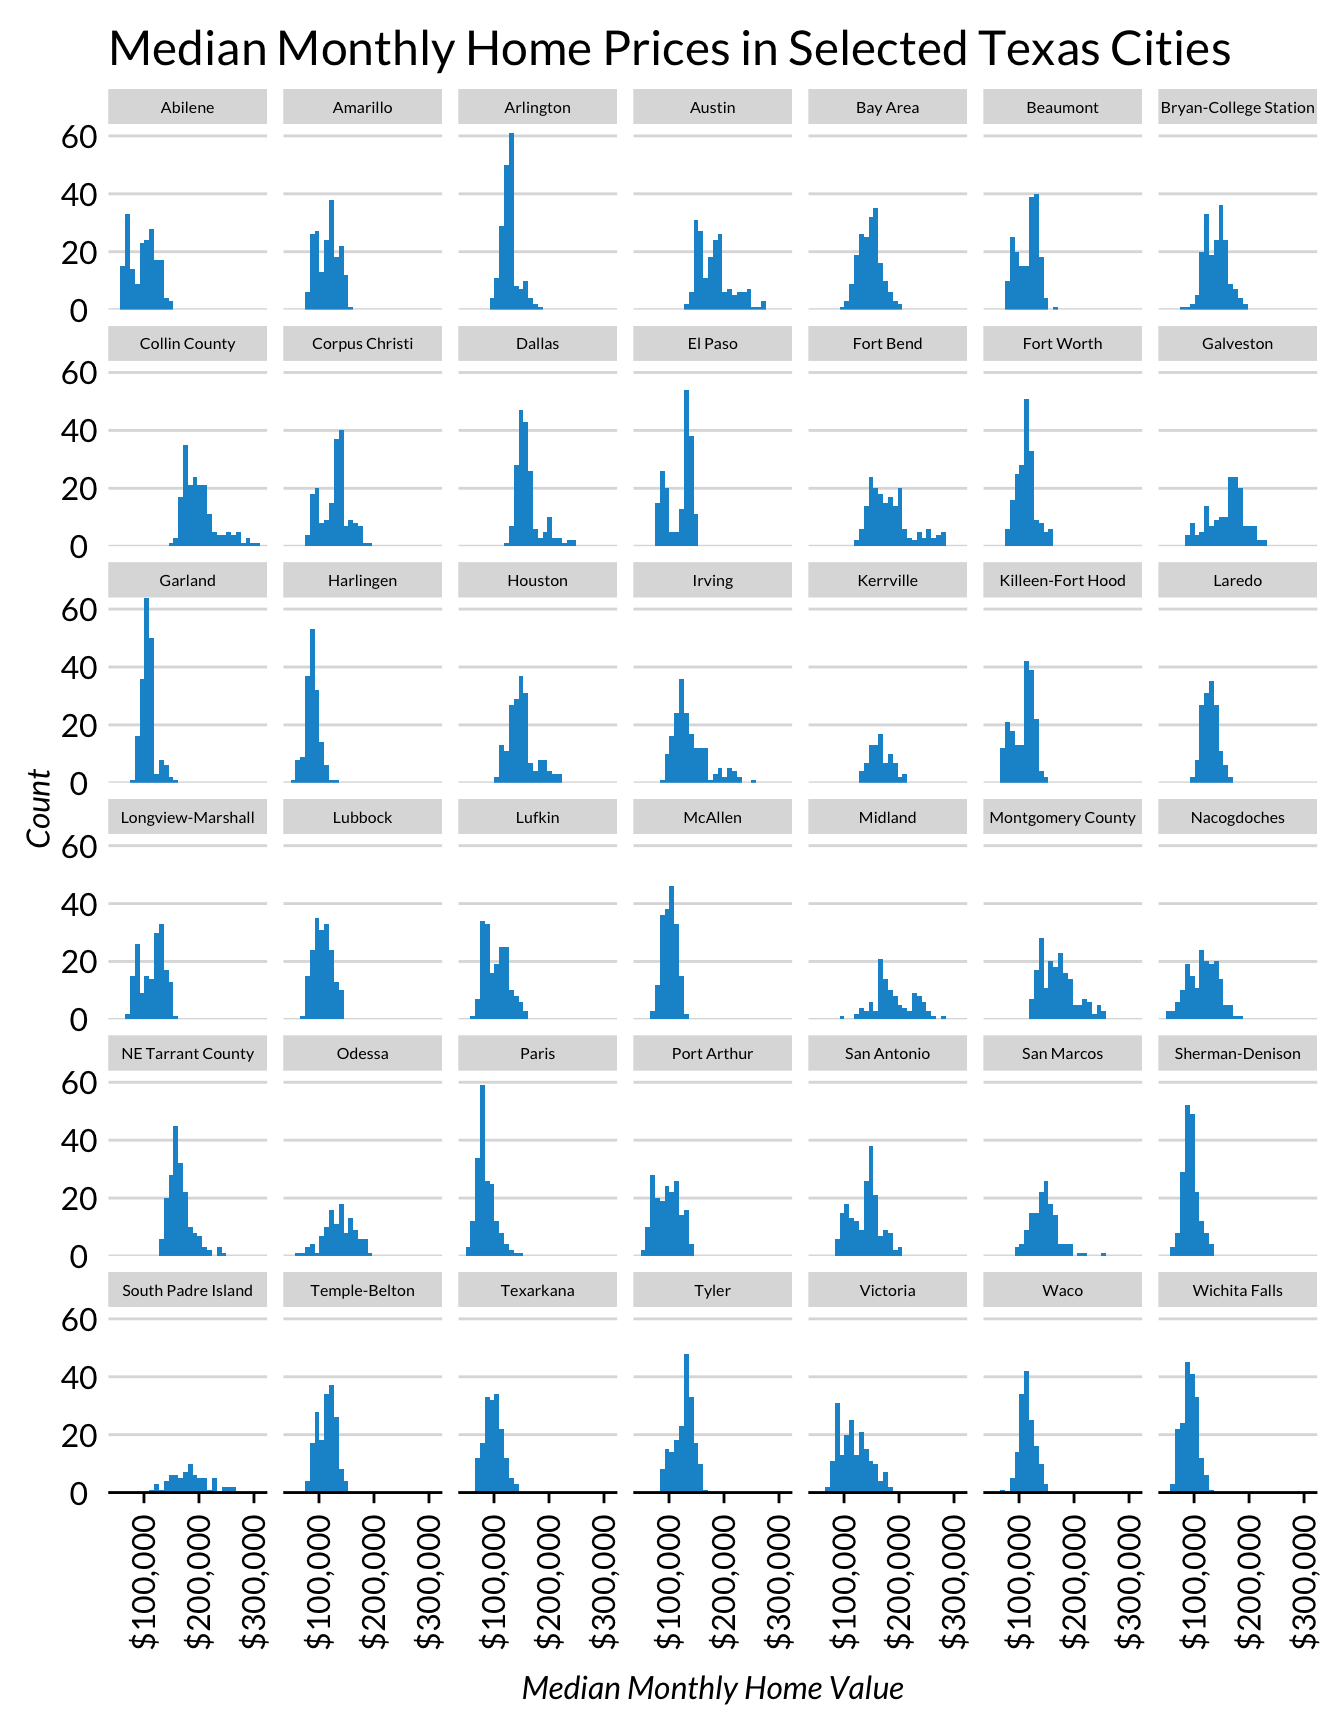 Median Monthly Home Prices in Selected Texas Cities
Abilene Amarillo Arlington Austin Bay Area Beaumont Bryan-College Station
60
40
20
0
Collin County Corpus Christi Dallas El Paso Fort Bend Fort Worth Galveston
60
40
20
0
Garland Harlingen Houston Irving Kerrville Killeen-Fort Hood Laredo
60
40
20
0
Count
Longview-Marshall Lubbock Lufkin McAllen Midland Montgomery County Nacogdoches
60
40
20
0
NE Tarrant County Odessa Paris Port Arthur San Antonio San Marcos Sherman-Denison
60
40
20
0
South Padre Island Temple-Belton Texarkana Tyler Victoria Waco Wichita Falls
60
40
20
0
$100,000 $200,000 $300,000 $100,000 $200,000 $300,000 $100,000 $200,000 $300,000 $100,000 $200,000 $300,000 $100,000 $200,000 $300,000 $100,000 $200,000 $300,000 $100,000 $200,000 $300,000
Median Monthly Home Value